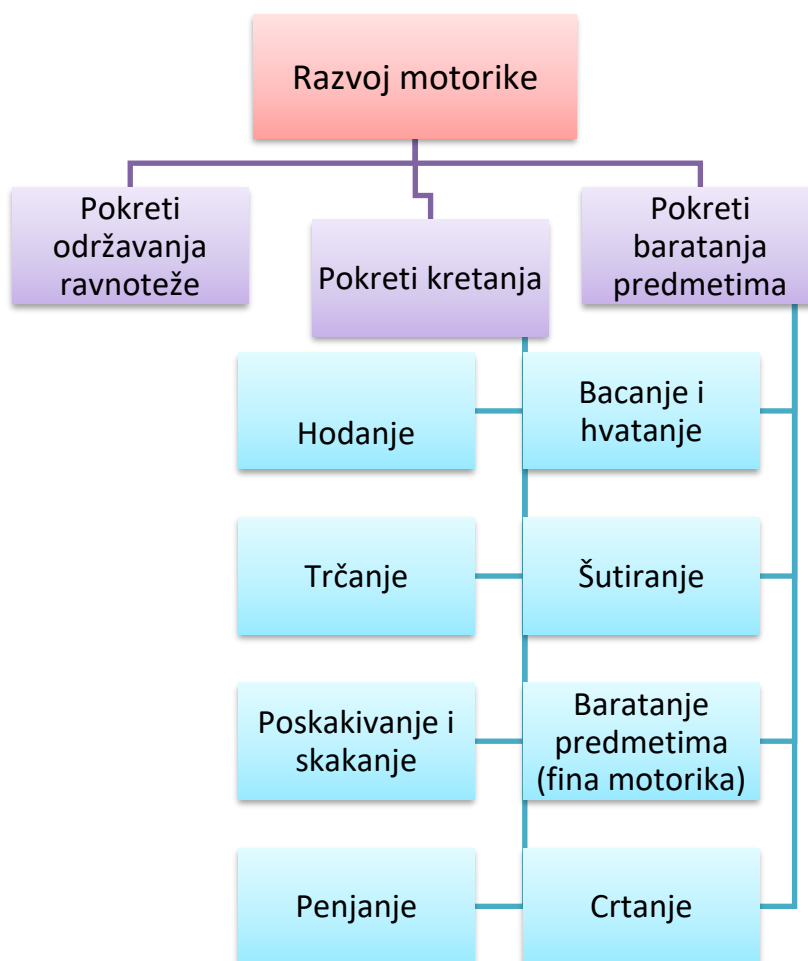 Razvoj motorike
Pokreti
održavanja
ravnoteže
Pokreti kretanja
Pokreti
baratanja
predmetima
Hodanje
Trčanje
Poskakivanje i
skakanje
Penjanje
Bacanje i
hvatanje
Šutiranje
Baratanje
predmetima
(fina motorika)
Crtanje